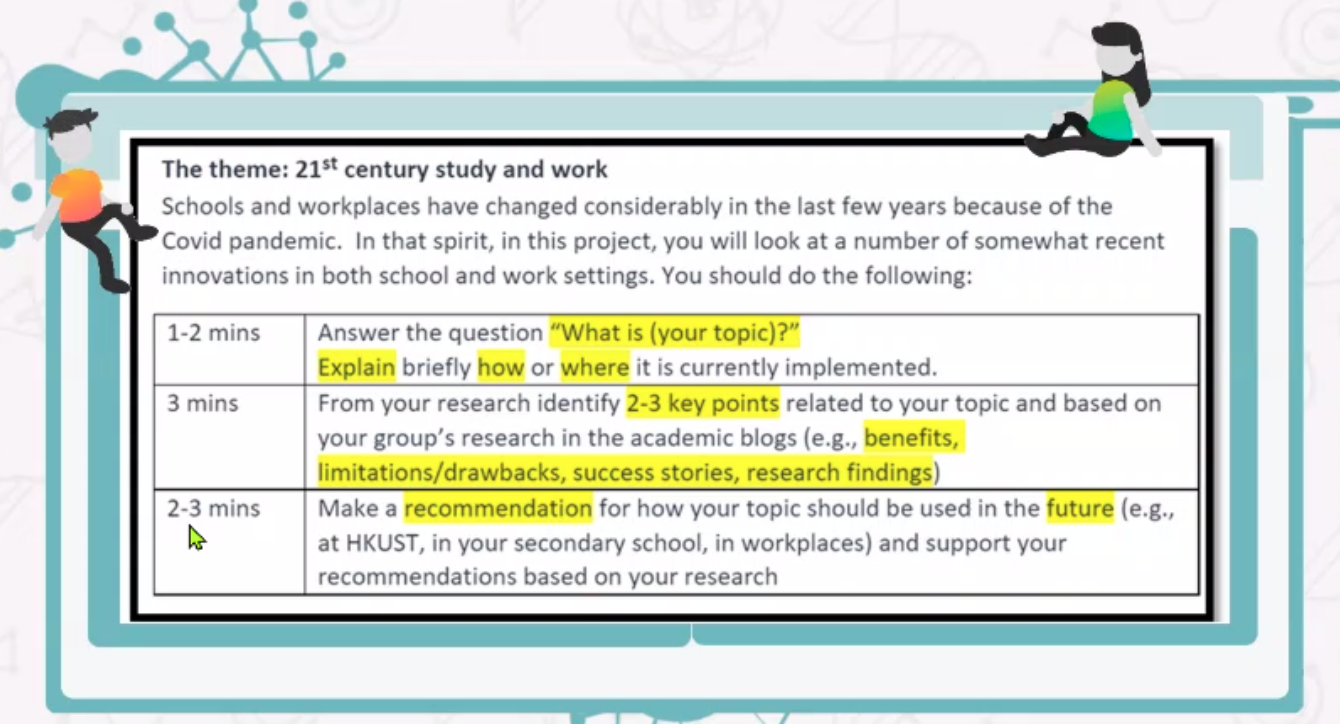 The theme: 21st century study and work
Schools and workplaces have changed considerably in the last few years because of the
Covid pandemic.  In that spirit, in this project, you will look at a number of somewhat recent
innovations in both school and work settings. You should do the following:
1-2 mins
Answer the question “What is (your topic)?”
Explain briefly how or where it is currently implemented.
3 mins
From your research identify 2-3 key points related to your topic and based on
your group’s research in the academic blogs (e.g., benefits,
limitations/drawbacks, success stories, research findings)
2-3 mins
Make a recommendation for how your topic should be used in the future (e.g.,
at HKUST, in your secondary school, in workplaces) and support your
recommendations based on your research